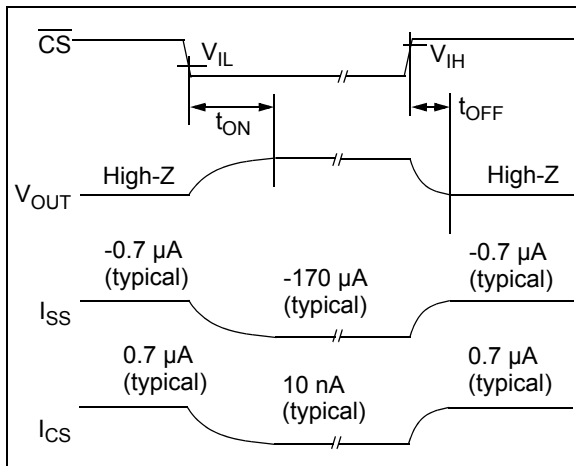 CS
VIL
VIH
tON
tOFF
High-Z
High-Z
VOUT
-0.7 µA
(typical)
-170 µA
(typical)
-0.7 µA
(typical)
ISS
0.7 µA
(typical)
10 nA
(typical)
0.7 µA
(typical)
ICS